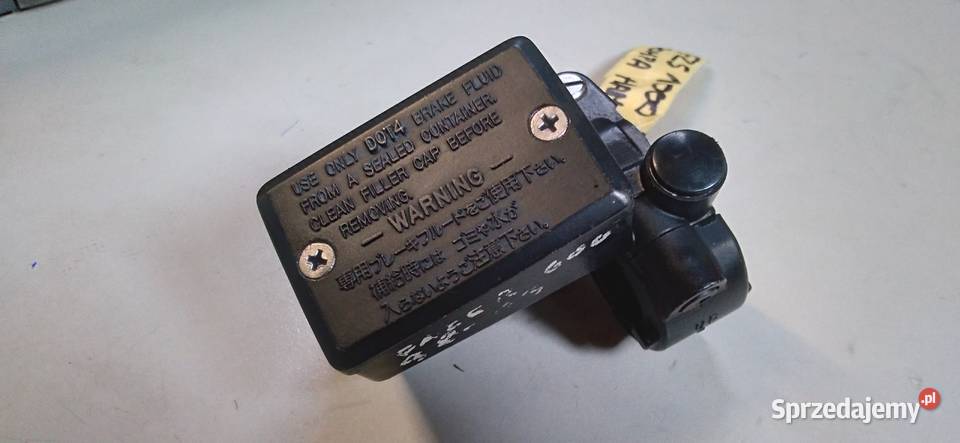 USE ONLY DOT4 BRAKE FLUID
FROM A SEALED CONTAINER.
CLEAN FILLER CAP BEFORE
REMOVING.
— WARNING —
専用ブレーキフルードをご使用下さい。
補給時には ゴミや水が
入らないようご注意下さい。
Sprzedajemy.pl